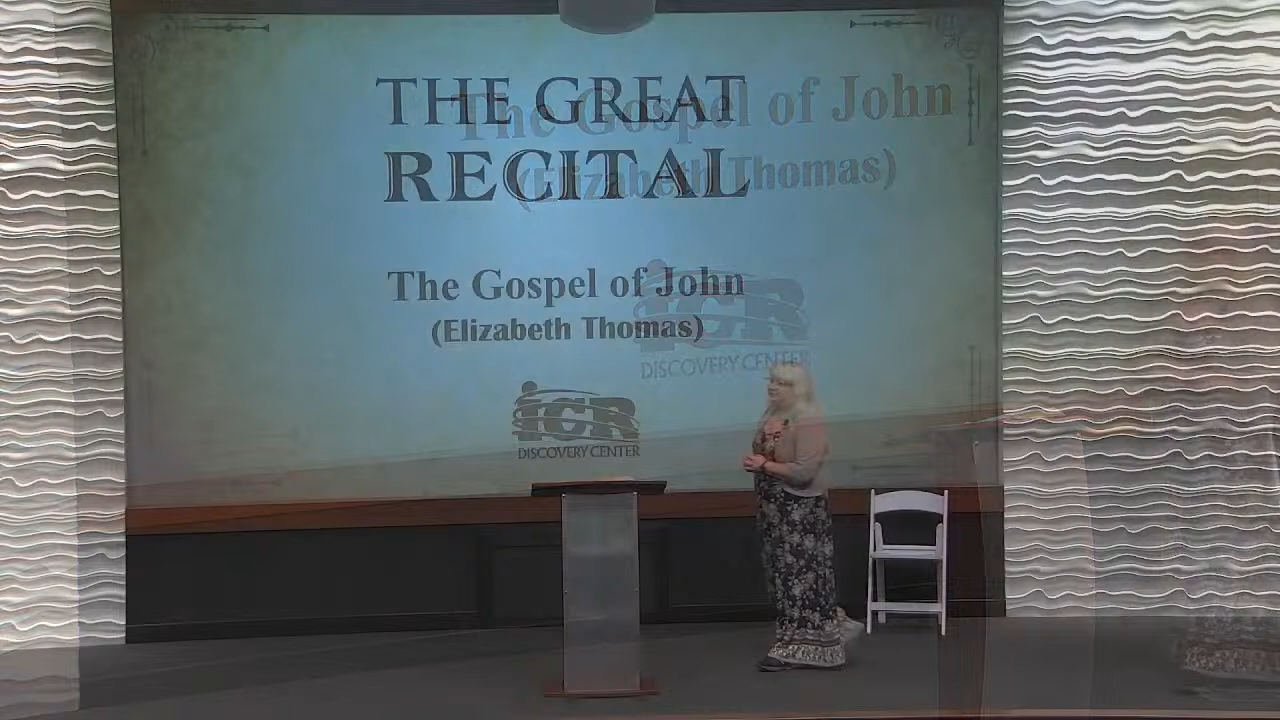 THE GREAT
RECITAL
The Gospel of John
(Elizabeth Thomas)
ICR
DISCOVERY CENTER
The Gospel of John
(Elizabeth Thomas)
ICR
DISCOVERY CENTER